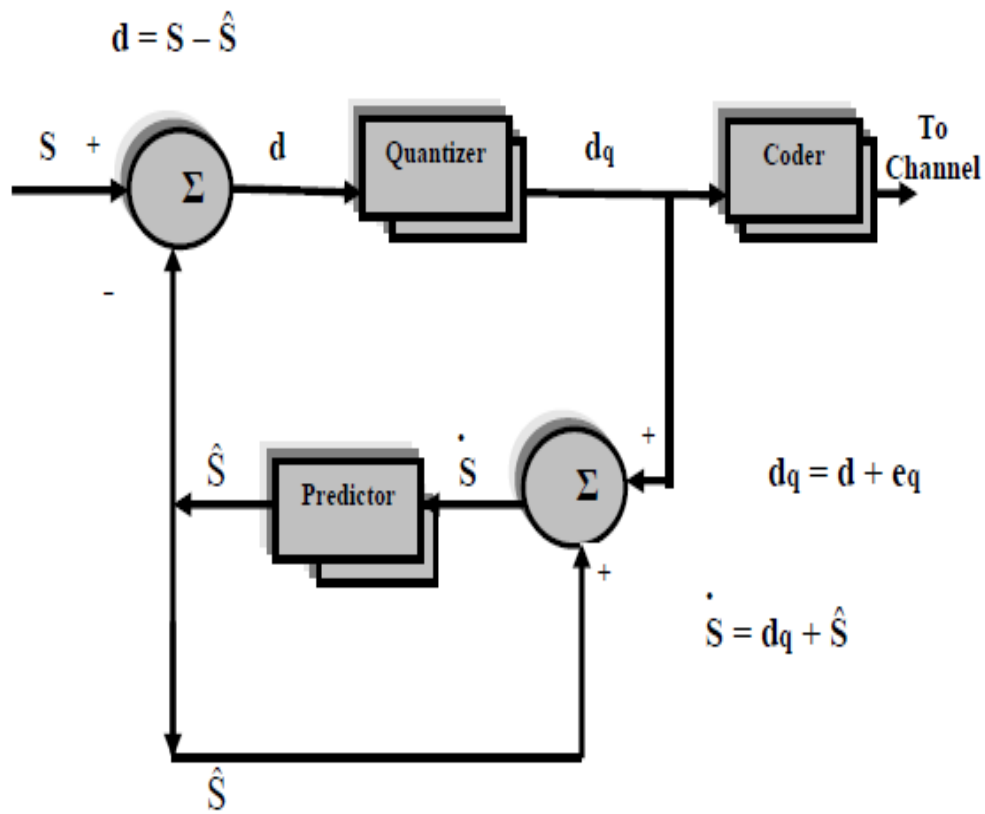 d = S – Ŝ
S + d Quantizer dq Coder To
Channel
Σ
-
Ŝ Predictor Ṡ Σ +
dq = d + eq
+
Ṡ = dq + Ŝ
Ŝ